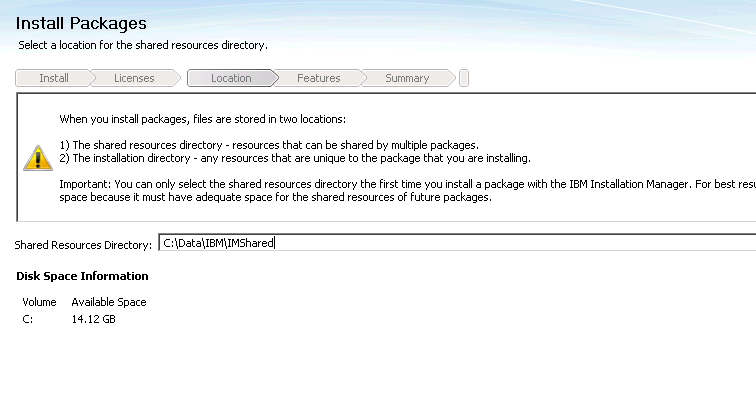 Install Packages
Select a location for the shared resources directory.
Install Licenses Location Features Summary
When you install packages, files are stored in two locations:
1) The shared resources directory - resources that can be shared by multiple packages.
2) The installation directory - any resources that are unique to the package that you are installing.
Important: You can only select the shared resources directory the first time you install a package with the IBM Installation Manager. For best
space because it must have adequate space for the shared resources of future packages.
Shared Resources Directory: C:\Data\IBM\IMShared
Disk Space Information
Volume Available Space
C: 14.12 GB